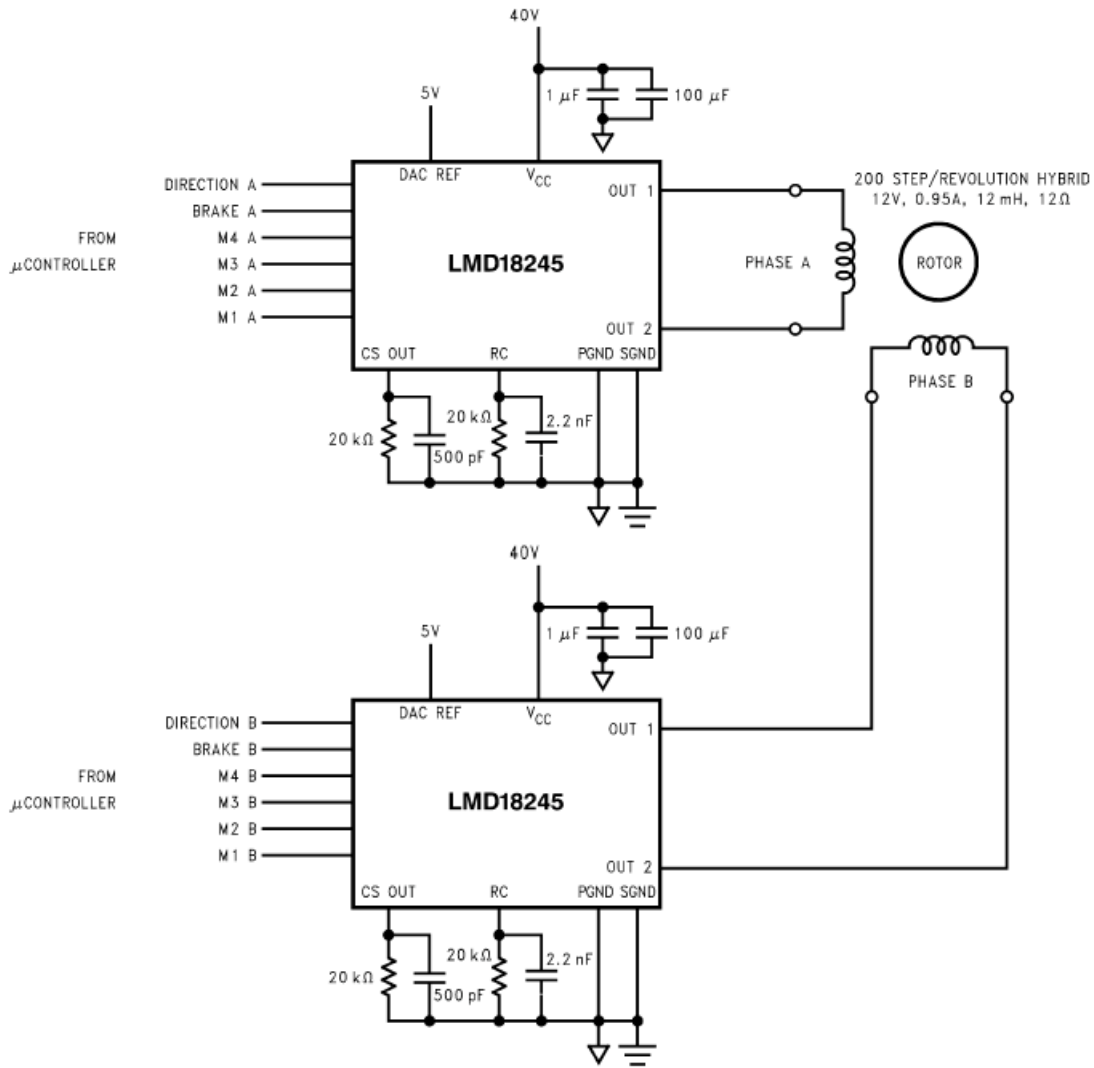 40V
5V
1 μF
100 μF
DAC REF
VCC
DIRECTION A
BRAKE A
M4 A
M3 A
M2 A
M1 A
FROM
μCONTROLLER
LMD18245
OUT 1
OUT 2
CS OUT
RC
PGND
SGND
20 kΩ
500 pF
20 kΩ
2.2 nF
PHASE A
200 STEP/REVOLUTION HYBRID
12V, 0.95A, 12 mH, 12Ω
ROTOR
PHASE B
40V
5V
1 μF
100 μF
DAC REF
VCC
DIRECTION B
BRAKE B
M4 B
M3 B
M2 B
M1 B
FROM
μCONTROLLER
LMD18245
OUT 1
OUT 2
CS OUT
RC
PGND
SGND
20 kΩ
500 pF
20 kΩ
2.2 nF